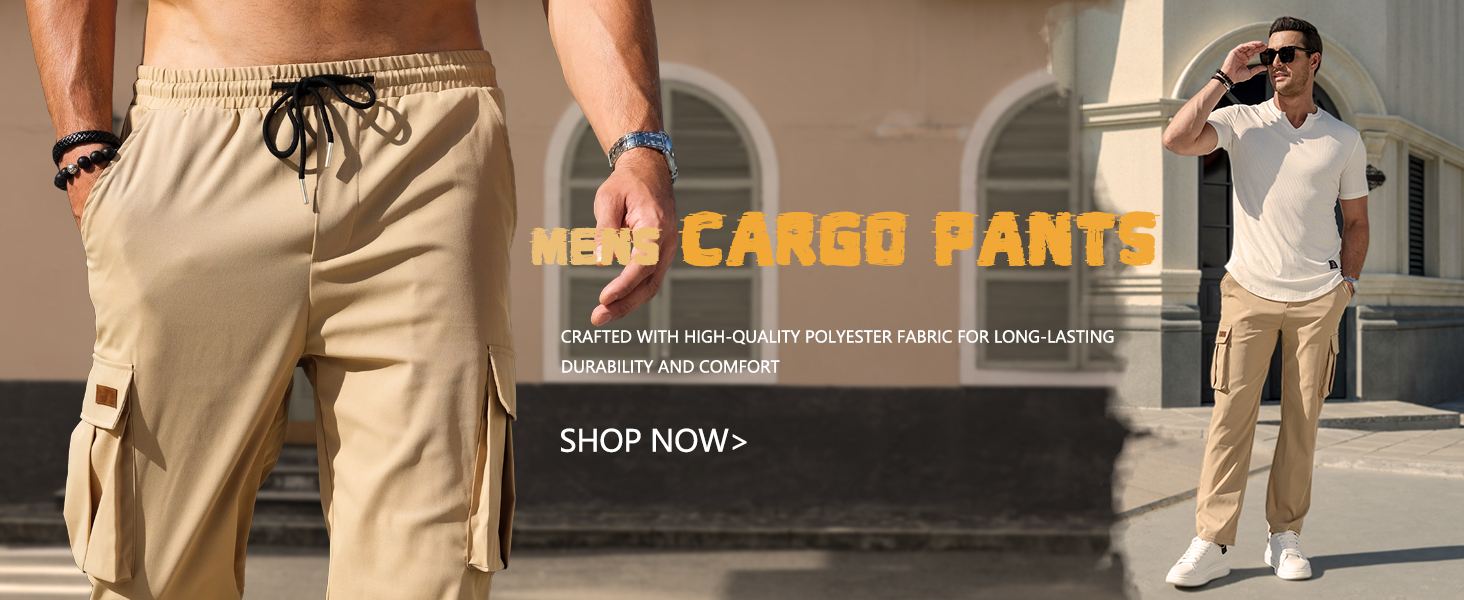 MENS CARGO PANTS
CRAFTED WITH HIGH-QUALITY POLYESTER FABRIC FOR LONG-LASTING
DURABILITY AND COMFORT
SHOP NOW>